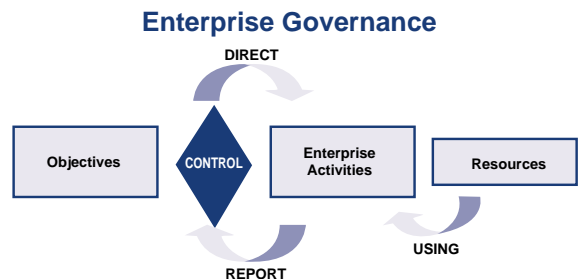 Enterprise Governance
DIRECT
Objectives
CONTROL
Enterprise
Activities
Resources
USING
REPORT